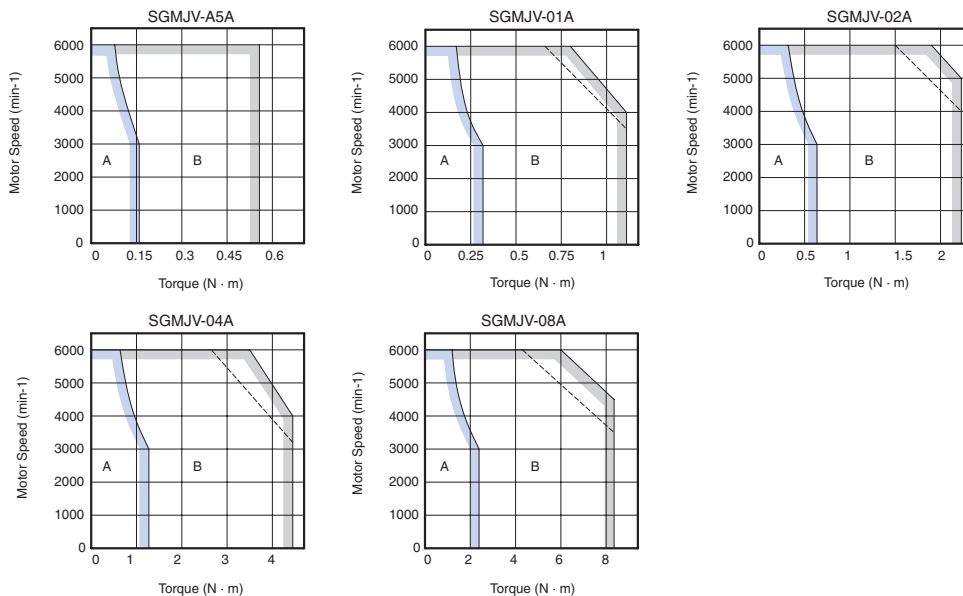 SGMJV-A5A
Motor Speed (min-1)
6000
5000
4000
3000
2000
1000
0
A
B
0 0.15 0.3 0.45 0.6
Torque (N · m)
SGMJV-01A
Motor Speed (min-1)
6000
5000
4000
3000
2000
1000
0
A
B
0 0.25 0.5 0.75 1
Torque (N · m)
SGMJV-02A
Motor Speed (min-1)
6000
5000
4000
3000
2000
1000
0
A
B
0 0.5 1 1.5 2
Torque (N · m)
SGMJV-04A
Motor Speed (min-1)
6000
5000
4000
3000
2000
1000
0
A
B
0 1 2 3 4
Torque (N · m)
SGMJV-08A
Motor Speed (min-1)
6000
5000
4000
3000
2000
1000
0
A
B
0 2 4 6 8
Torque (N · m)